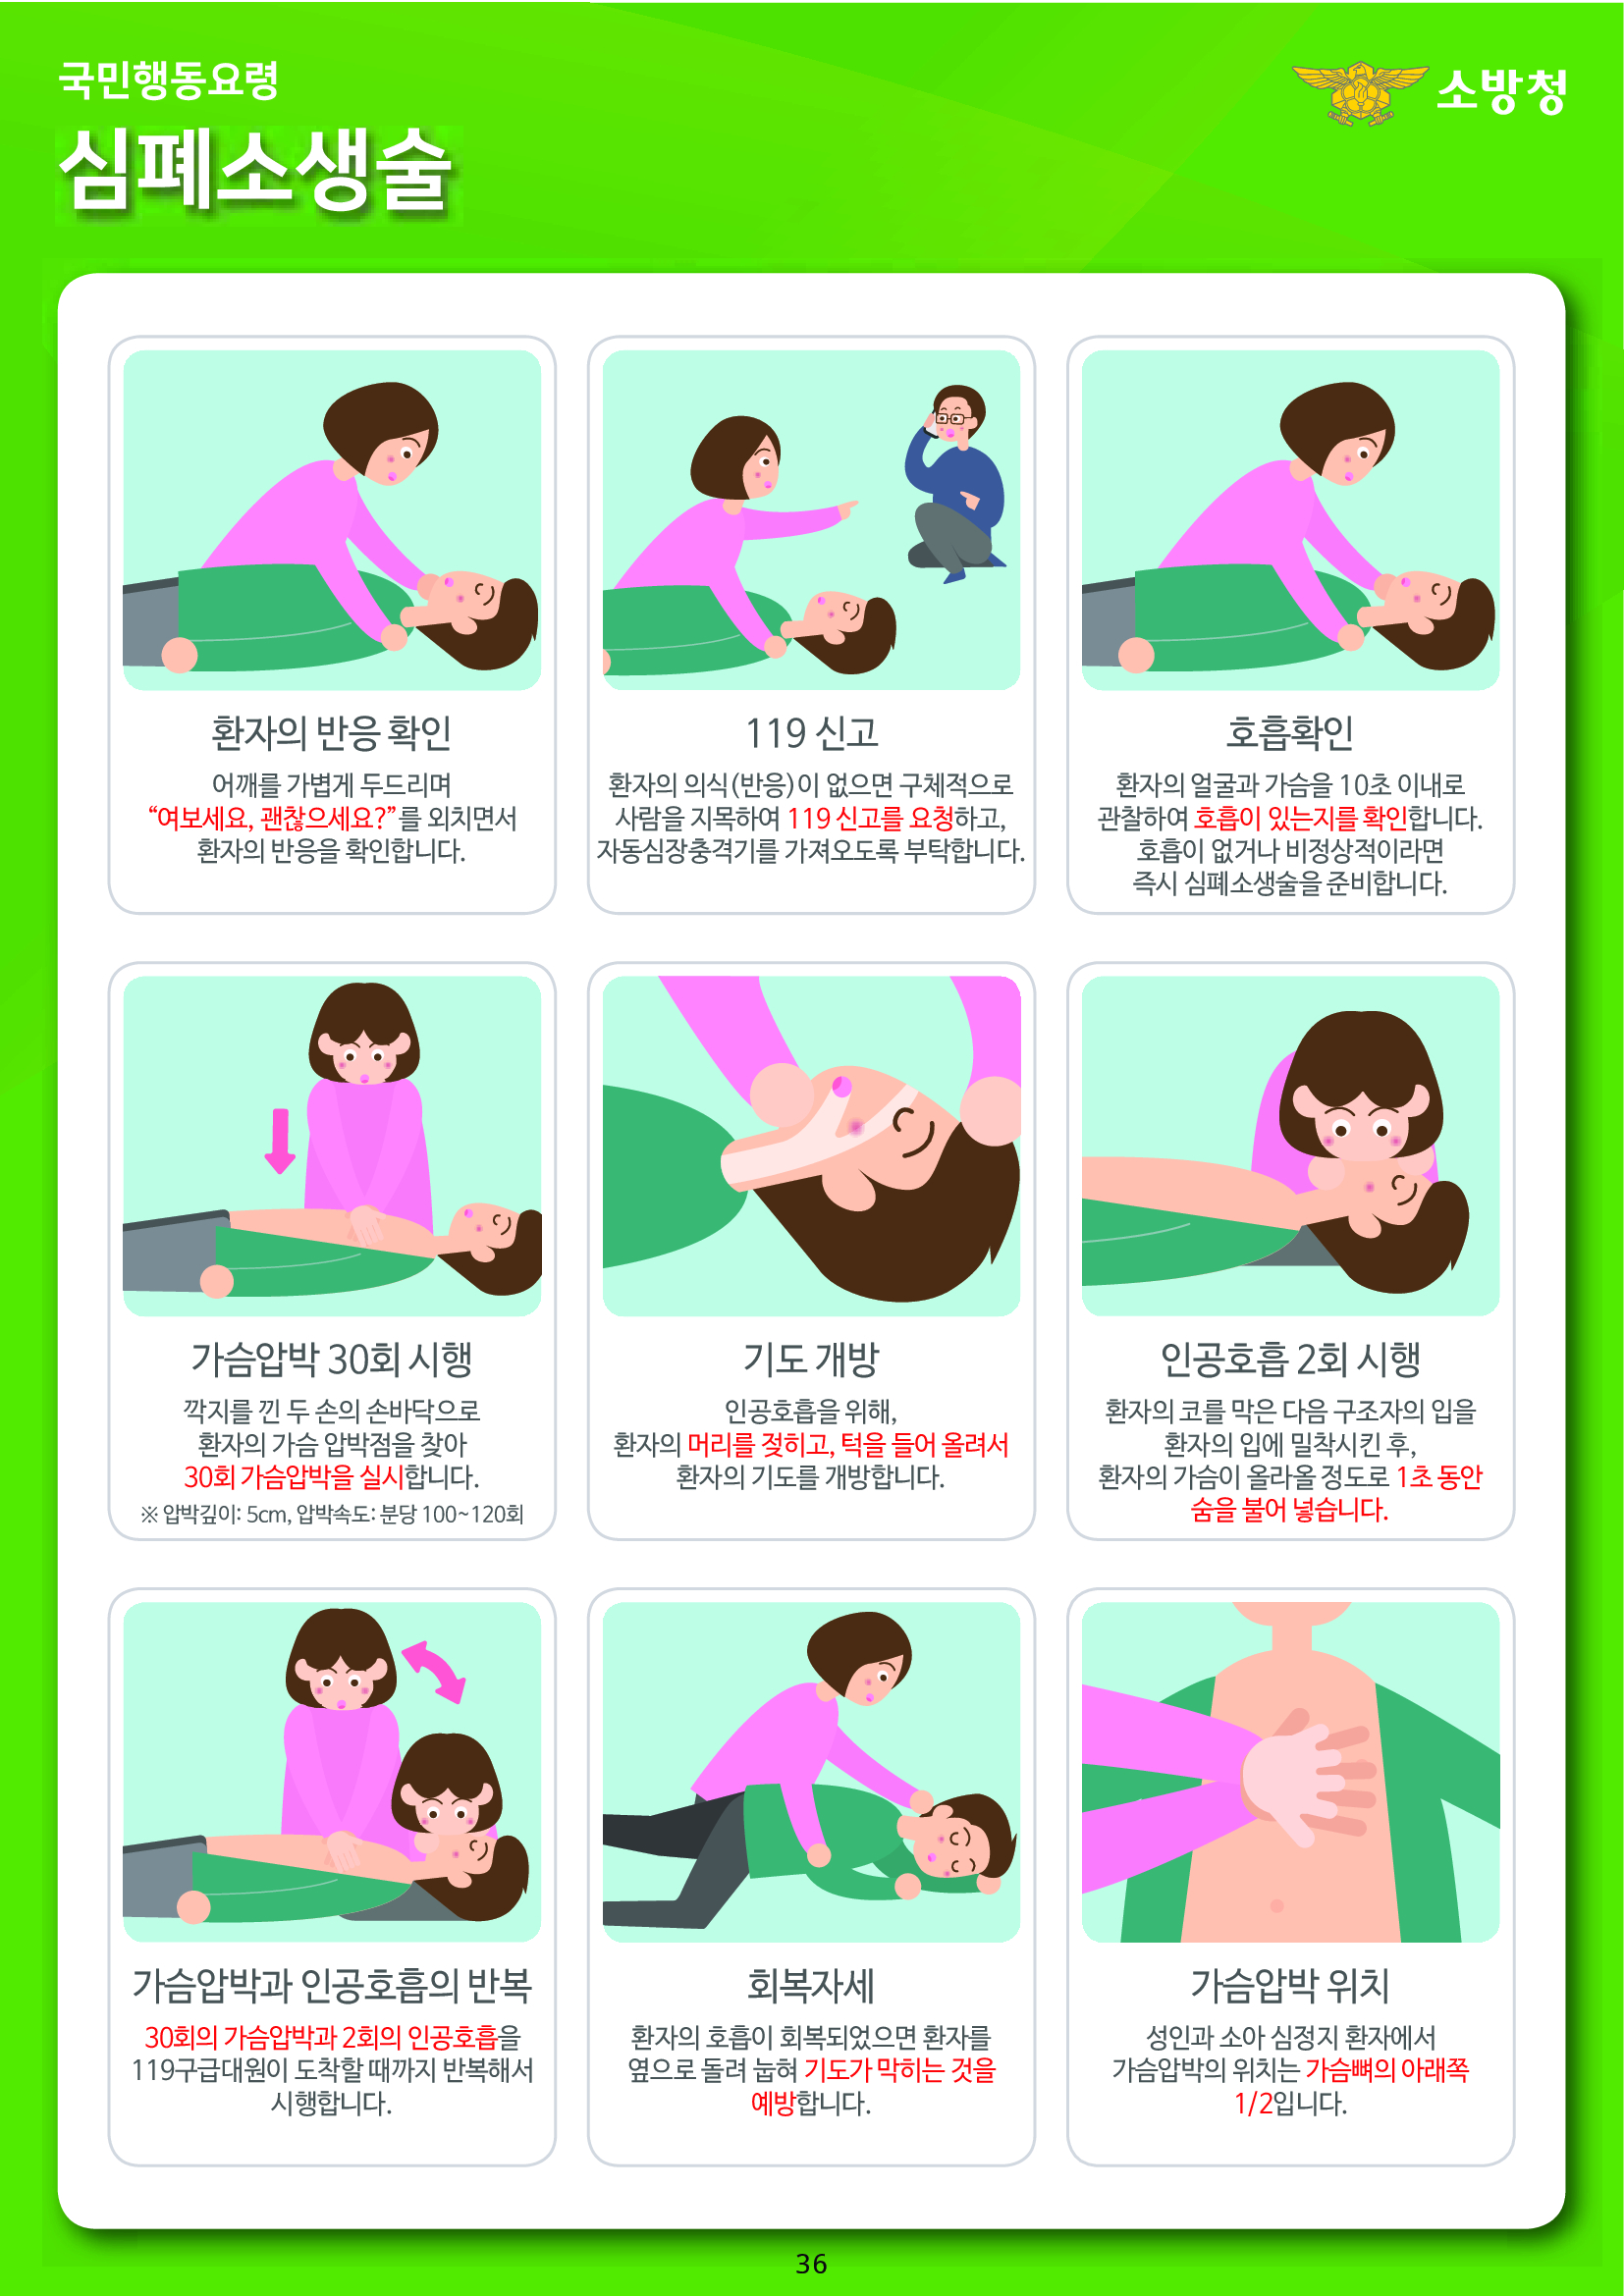 국민행동요령
심폐소생술
소방청
환자의 반응 확인
어깨를 가볍게 두드리며
“여보세요, 괜찮으세요?”를 외치면서
환자의 반응을 확인합니다.
119 신고
환자의 의식(반응)이 없으면 구체적으로
사람을 지목하여 119 신고를 요청하고,
자동심장충격기를 가져오도록 부탁합니다.
호흡확인
환자의 얼굴과 가슴을 10초 이내로
관찰하여 호흡이 있는지를 확인합니다.
호흡이 없거나 비정상적이라면
즉시 심폐소생술을 준비합니다.
가슴압박 30회 시행
깍지를 낀 두 손의 손바닥으로
환자의 가슴 압박점을 찾아
30회 가슴압박을 실시합니다.
※ 압박깊이: 5cm, 압박속도: 분당 100~120회
기도 개방
인공호흡을 위해,
환자의 머리를 젖히고, 턱을 들어 올려서
환자의 기도를 개방합니다.
인공호흡 2회 시행
환자의 코를 막은 다음 구조자의 입을
환자의 입에 밀착시킨 후,
환자의 가슴이 올라올 정도로 1초 동안
숨을 불어 넣습니다.
가슴압박과 인공호흡의 반복
30회의 가슴압박과 2회의 인공호흡을
119구급대원이 도착할 때까지 반복해서
시행합니다.
회복자세
환자의 호흡이 회복되었으면 환자를
옆으로 돌려 눕혀 기도가 막히는 것을
예방합니다.
가슴압박 위치
성인과 소아 심정지 환자에서
가슴압박의 위치는 가슴뼈의 아래쪽
1/2입니다.
36